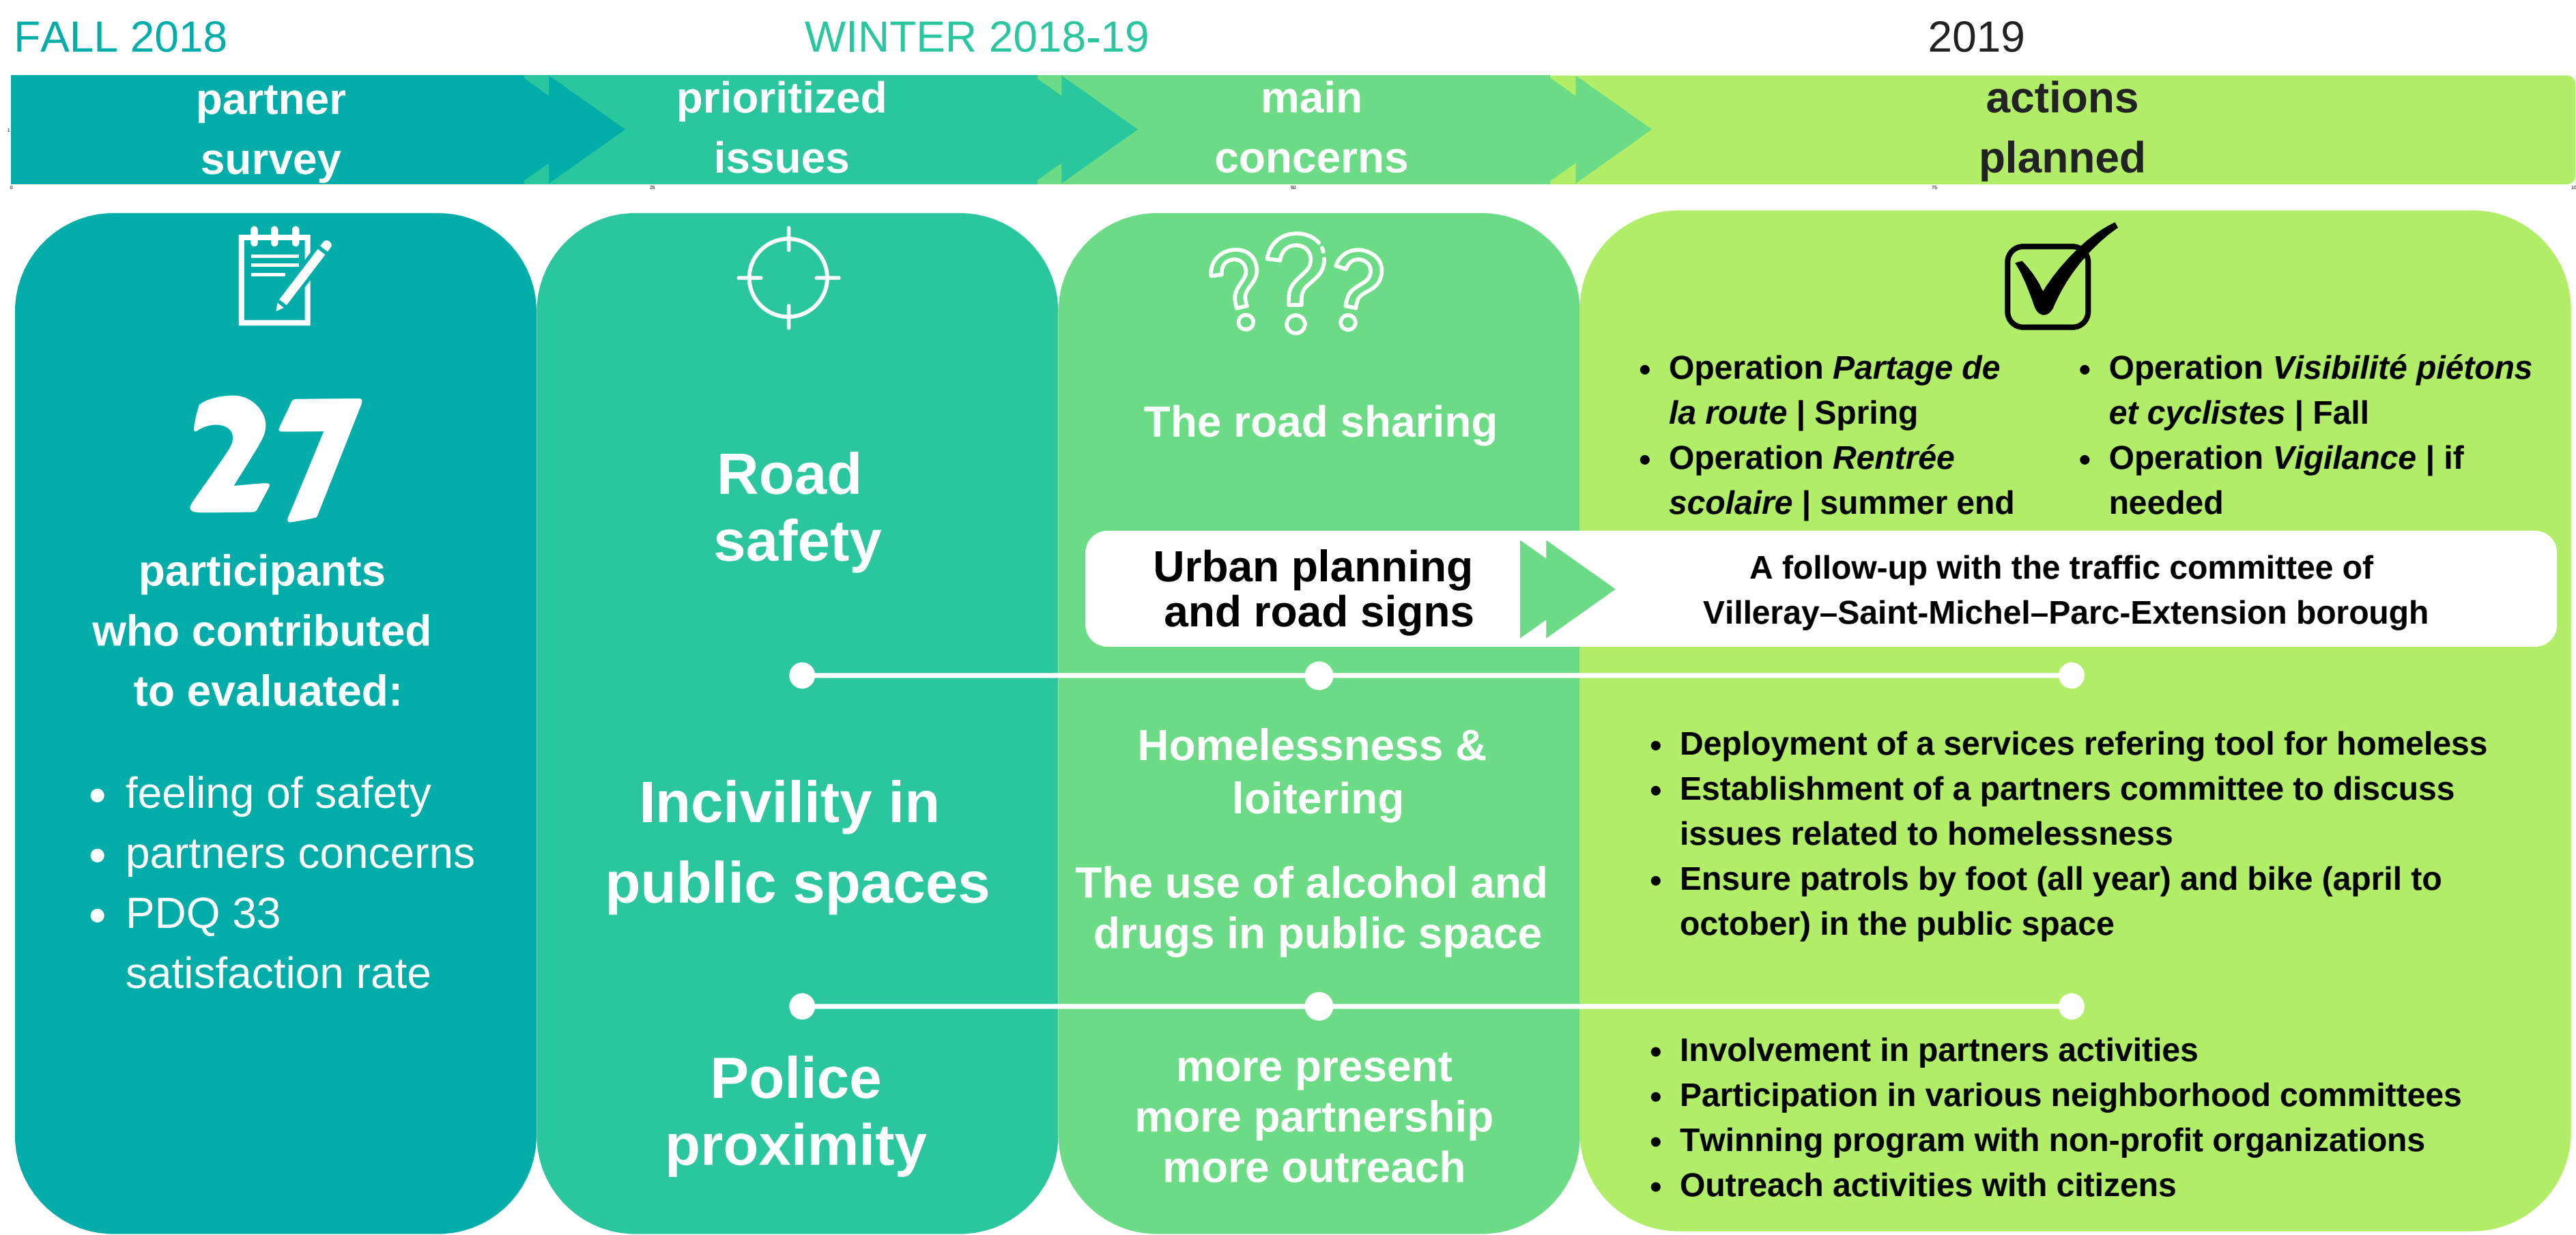 FALL 2018
WINTER 2018-19
2019
partner
survey
prioritized
issues
main
concerns
actions
planned
1
0
25
50
75
10
27
participants
who contributed
to evaluated:
• feeling of safety
• partners concerns
• PDQ 33
satisfaction rate
Road
safety
Incivility in
public spaces
Police
proximity
The road sharing
Urban planning
and road signs
Homelessness &
loitering
The use of alcohol and
drugs in public space
more present
more partnership
more outreach
• Operation Partage de
la route | Spring
• Operation Rentrée
scolaire | summer end
• Operation Visibilité piétons
et cyclistes | Fall
• Operation Vigilance | if
needed
A follow-up with the traffic committee of
Villeray–Saint-Michel–Parc-Extension borough
• Deployment of a services refering tool for homeless
• Establishment of a partners committee to discuss
issues related to homelessness
• Ensure patrols by foot (all year) and bike (april to
october) in the public space
• Involvement in partners activities
• Participation in various neighborhood committees
• Twinning program with non-profit organizations
• Outreach activities with citizens